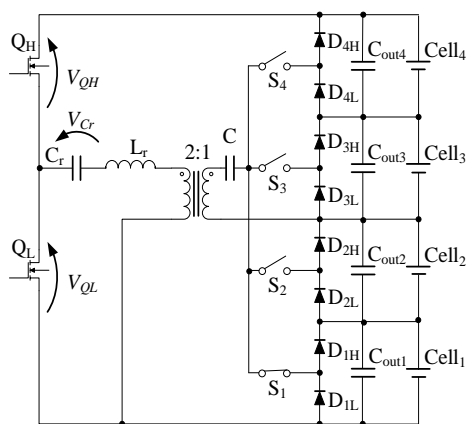 Q_H
V_QH
V_Cr
C_r
L_r
2:1
C
Q_L
V_QL
S_4
S_3
S_2
S_1
D_4H
D_4L
D_3H
D_3L
D_2H
D_2L
D_1H
D_1L
C_out4
C_out3
C_out2
C_out1
Cell_4
Cell_3
Cell_2
Cell_1